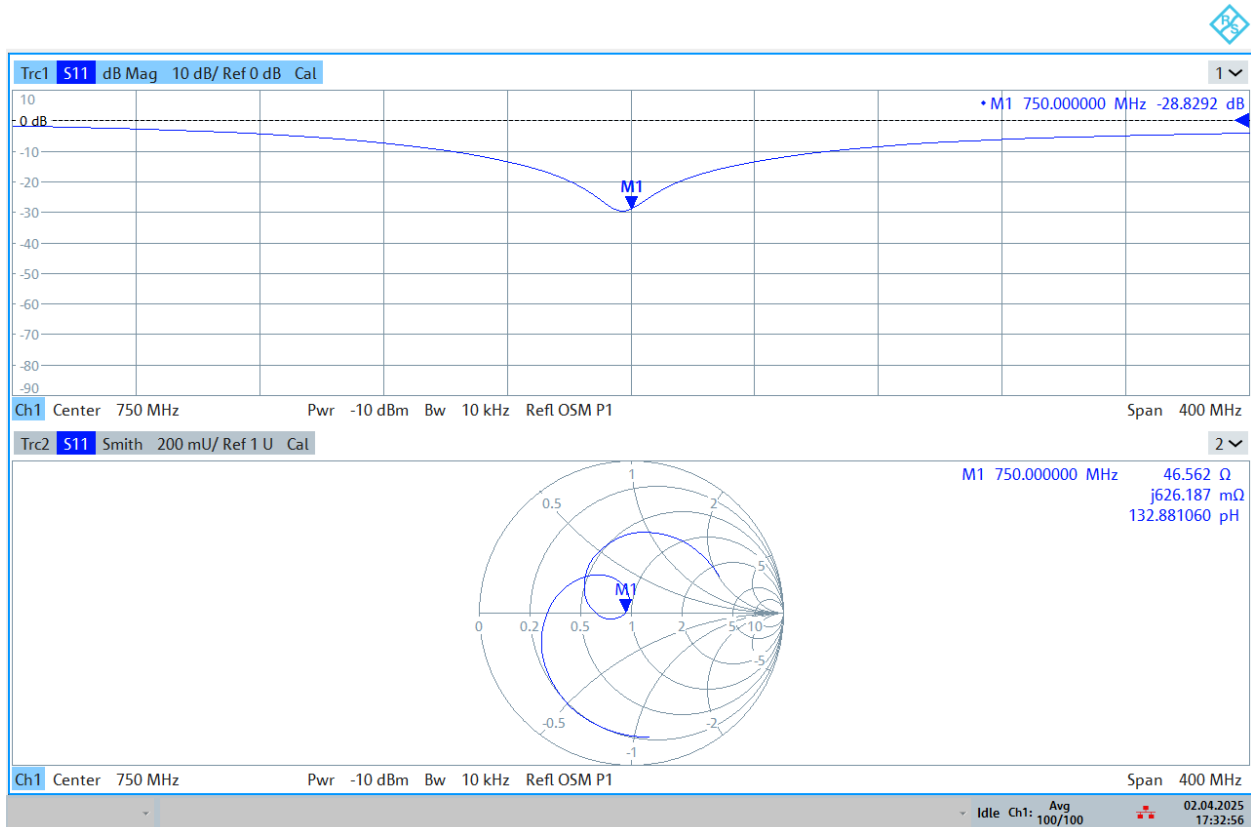 R&S
Trc1 S11 dB Mag 10 dB/ Ref 0 dB Cal 1
10
0 dB
-10
-20
-30
-40
-50
-60
-70
-80
-90
• M1 750.000000 MHz -28.8292 dB
M1
Ch1 Center 750 MHz Pwr -10 dBm Bw 10 kHz Refl OSM P1 Span 400 MHz
Trc2 S11 Smith 200 mU/ Ref 1 U Cal 2
M1 750.000000 MHz 46.562 Ω
j626.187 mΩ
132.881060 pH
1
0.5
2
5
M1
0 0.2 0.5 1 2 5 10
-5
-0.5
-2
-1
Ch1 Center 750 MHz Pwr -10 dBm Bw 10 kHz Refl OSM P1 Span 400 MHz
Idle Ch1: Avg 100/100
02.04.2025
17:32:56